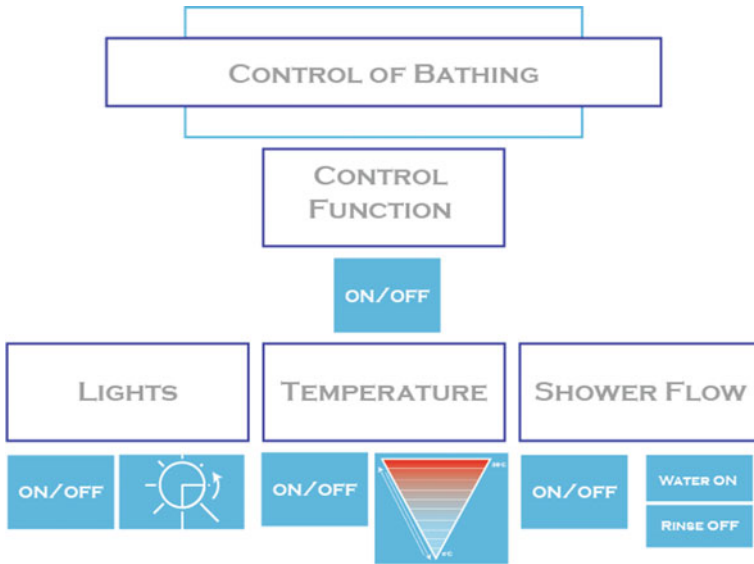 CONTROL OF BATHING
CONTROL
FUNCTION
ON/OFF
LIGHTS
TEMPERATURE
SHOWER FLOW
ON/OFF
ON/OFF
ON/OFF
WATER ON
RINSE OFF